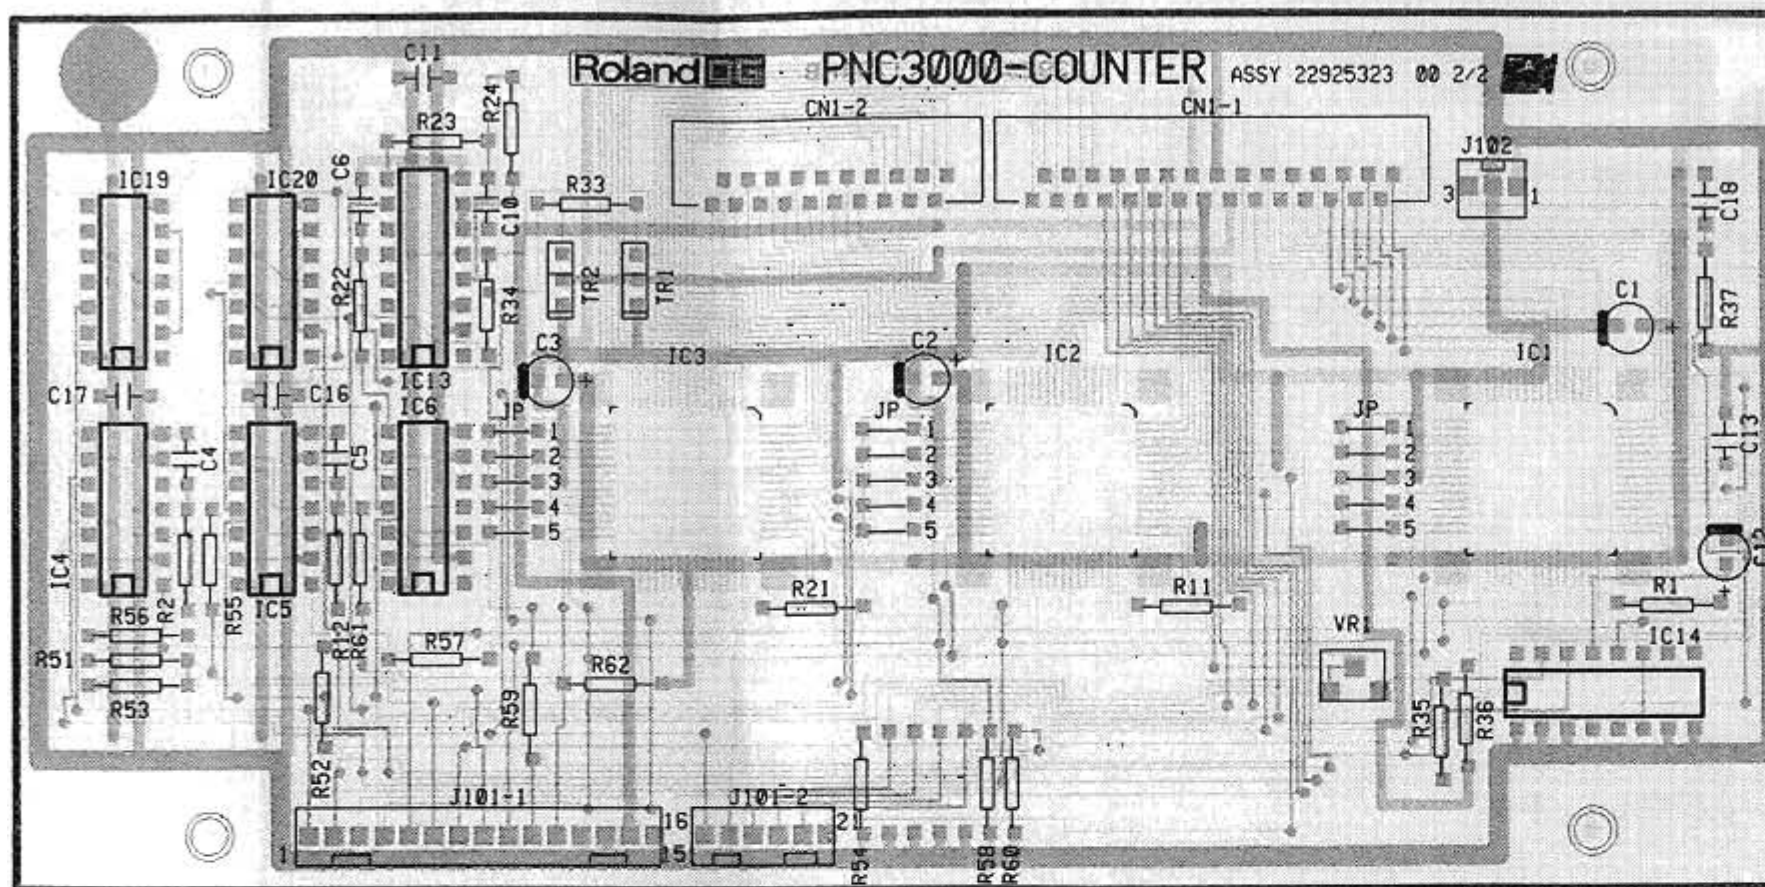 Roland DG PNC3000-COUNTER ASSY 22925323 00 2/2
C11
R24
CN1-2 CN1-1
R23
J102
C6
IC19 IC20 R33 3 1 C18
C10
R22 R34 TR2 TR1 C1 + R37
C3 IC3 C2 + IC2 IC1
IC13 +
C17 C16 IC6 JP JP JP
1 1 1
C4 C5 2 2 2 C13
3 3 3
4 4 4
5 5 5
IC4 C12
R56 R2 R55 IC5 R12 R61 R21 R11 R1 +
R57 VR1 IC14
R51 R62
R53 R59 R35 R36
R52
J101-1 J101-2
16 21
1 15 R54 R58 R60